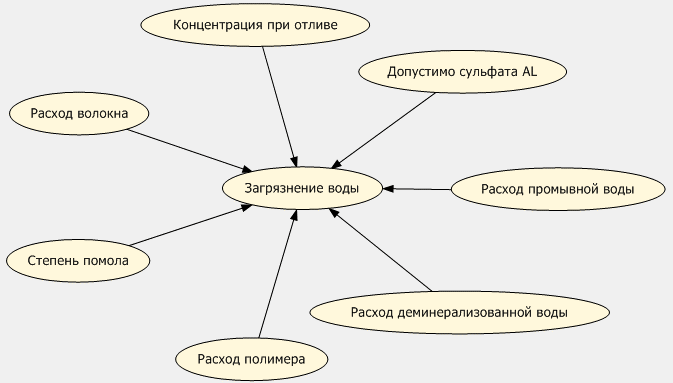 Концентрация при отливе
Допустимо сульфата AL
Расход волокна
Загрязнение воды
Расход промывной воды
Степень помола
Расход деминерализованной воды
Расход полимера